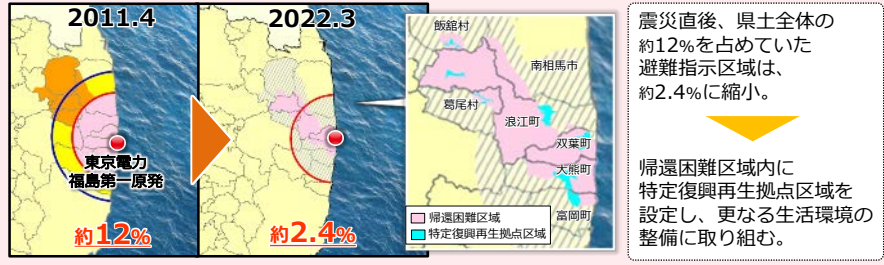 2011.4
東京電力
福島第一原発
約12%
2022.3
約2.4%
飯舘村
南相馬市
葛尾村
浪江町
双葉町
大熊町
富岡町
帰還困難区域
特定復興再生拠点区域
震災直後、県土全体の
約12%を占めていた
避難指示区域は、
約2.4%に縮小。
帰還困難区域内に
特定復興再生拠点区域を
設定し、更なる生活環境の
整備に取り組む。